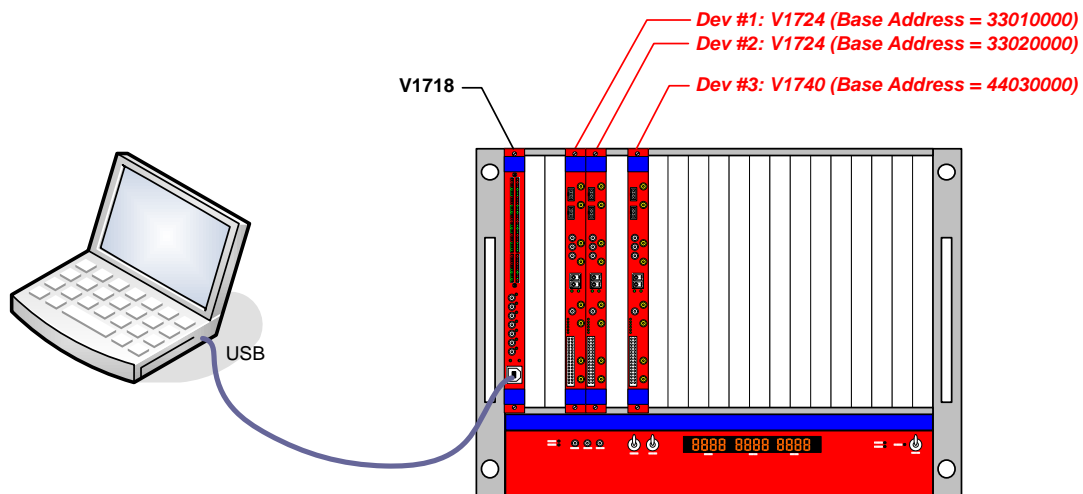 Dev #1: V1724 (Base Address = 33010000)
Dev #2: V1724 (Base Address = 33020000)
V1718
Dev #3: V1740 (Base Address = 44030000)
USB
8888 8888 8888